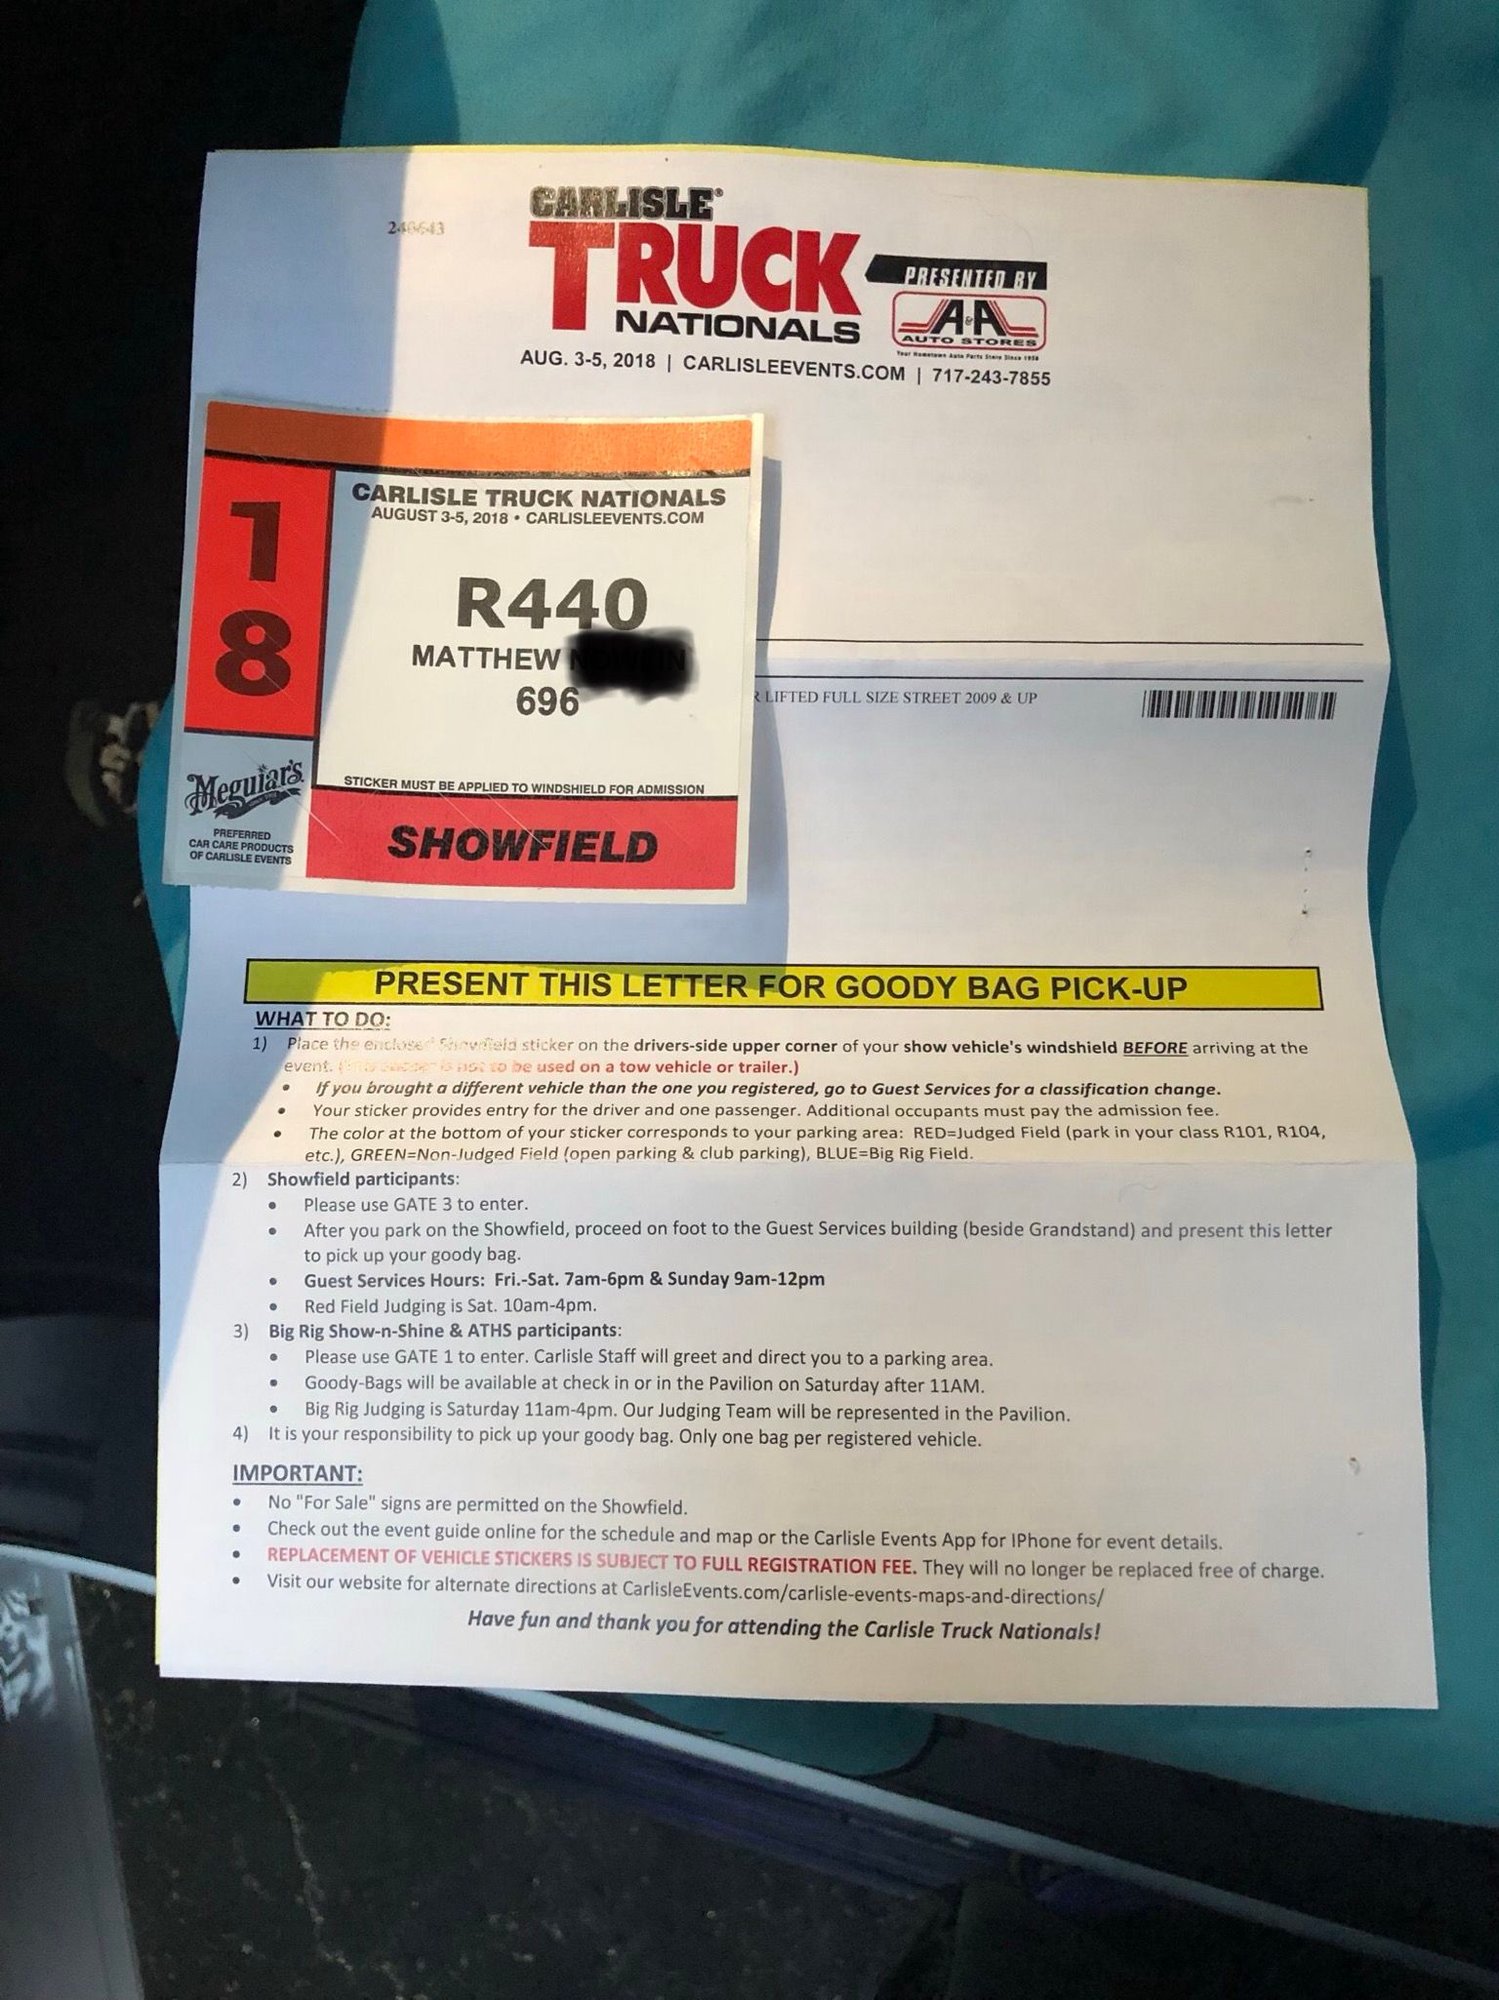 CARLISLE®
TRUCK
NATIONALS
PRESENTED BY
A&A
AUTO STORES
Your Hometown Auto Parts Store Since 1958
AUG. 3-5, 2018 | CARLISLEEVENTS.COM | 717-243-7855
18
CARLISLE TRUCK NATIONALS
AUGUST 3-5, 2018 • CARLISLEEVENTS.COM
R440
MATTHEW
696
STICKER MUST BE APPLIED TO WINDSHIELD FOR ADMISSION
SHOWFIELD
Meguiar's
PREFERRED
CAR CARE PRODUCTS
OF CARLISLE EVENTS
LIFTED FULL SIZE STREET 2009 & UP
PRESENT THIS LETTER FOR GOODY BAG PICK-UP
WHAT TO DO:
1) Place the enclosed Showfield sticker on the drivers-side upper corner of your show vehicle's windshield BEFORE arriving at the
event. (This sticker is not to be used on a tow vehicle or trailer.)
• If you brought a different vehicle than the one you registered, go to Guest Services for a classification change.
• Your sticker provides entry for the driver and one passenger. Additional occupants must pay the admission fee.
• The color at the bottom of your sticker corresponds to your parking area: RED=Judged Field (park in your class R101, R104,
etc.), GREEN=Non-Judged Field (open parking & club parking), BLUE=Big Rig Field.
2) Showfield participants:
• Please use GATE 3 to enter.
• After you park on the Showfield, proceed on foot to the Guest Services building (beside Grandstand) and present this letter
to pick up your goody bag.
• Guest Services Hours: Fri.-Sat. 7am-6pm & Sunday 9am-12pm
• Red Field Judging is Sat. 10am-4pm.
3) Big Rig Show-n-Shine & ATHS participants:
• Please use GATE 1 to enter. Carlisle Staff will greet and direct you to a parking area.
• Goody-Bags will be available at check in or in the Pavilion on Saturday after 11AM.
• Big Rig Judging is Saturday 11am-4pm. Our Judging Team will be represented in the Pavilion.
4) It is your responsibility to pick up your goody bag. Only one bag per registered vehicle.
IMPORTANT:
• No "For Sale" signs are permitted on the Showfield.
• Check out the event guide online for the schedule and map or the Carlisle Events App for IPhone for event details.
• REPLACEMENT OF VEHICLE STICKERS IS SUBJECT TO FULL REGISTRATION FEE. They will no longer be replaced free of charge.
• Visit our website for alternate directions at CarlisleEvents.com/carlisle-events-maps-and-directions/
Have fun and thank you for attending the Carlisle Truck Nationals!